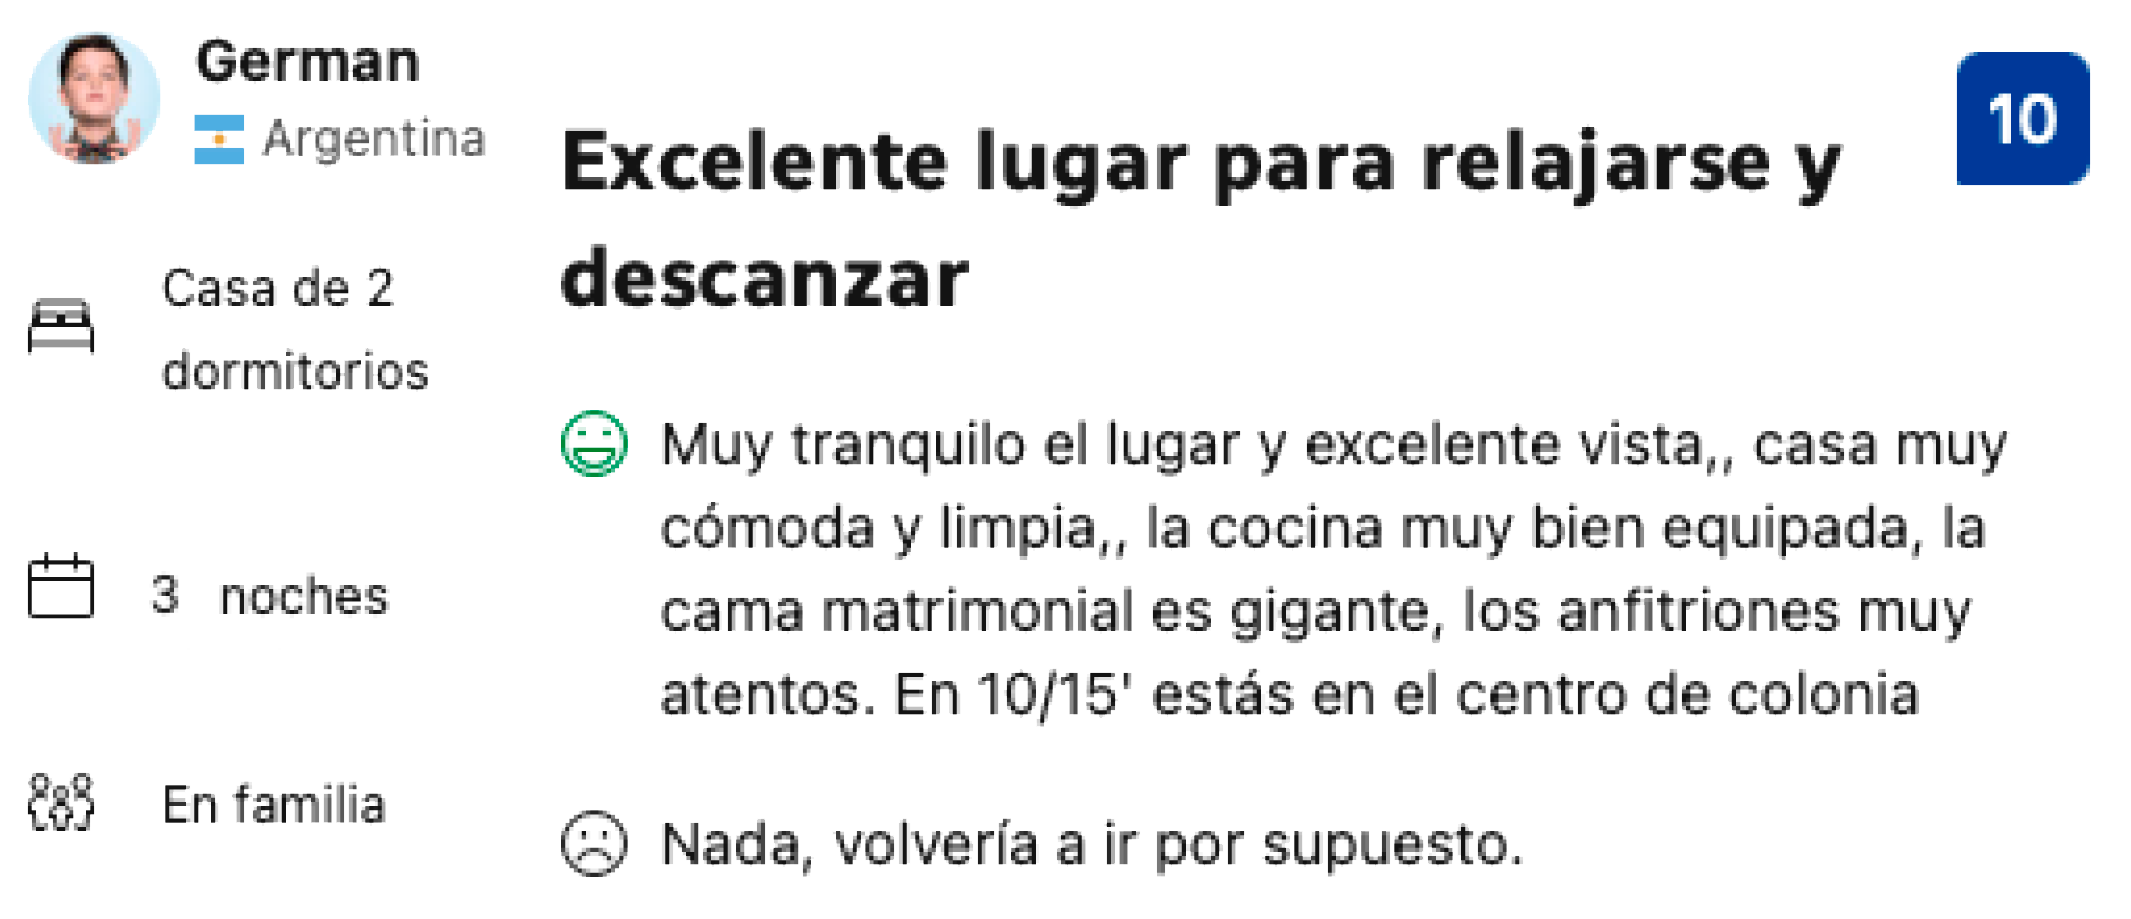 German
Argentina
Casa de 2
dormitorios
3 noches
En familia
10
Excelente lugar para relajarse y
descanzar
Muy tranquilo el lugar y excelente vista,, casa muy
cómoda y limpia,, la cocina muy bien equipada, la
cama matrimonial es gigante, los anfitriones muy
atentos. En 10/15' estás en el centro de colonia
Nada, volvería a ir por supuesto.